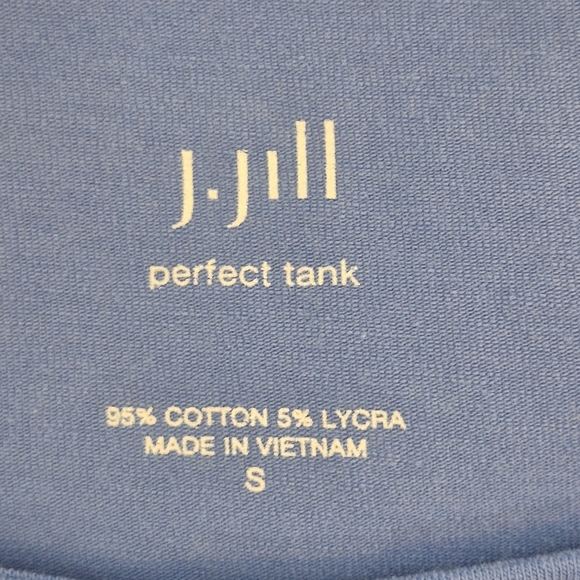 J.Jill
perfect tank
95% COTTON 5% LYCRA
MADE IN VIETNAM
S